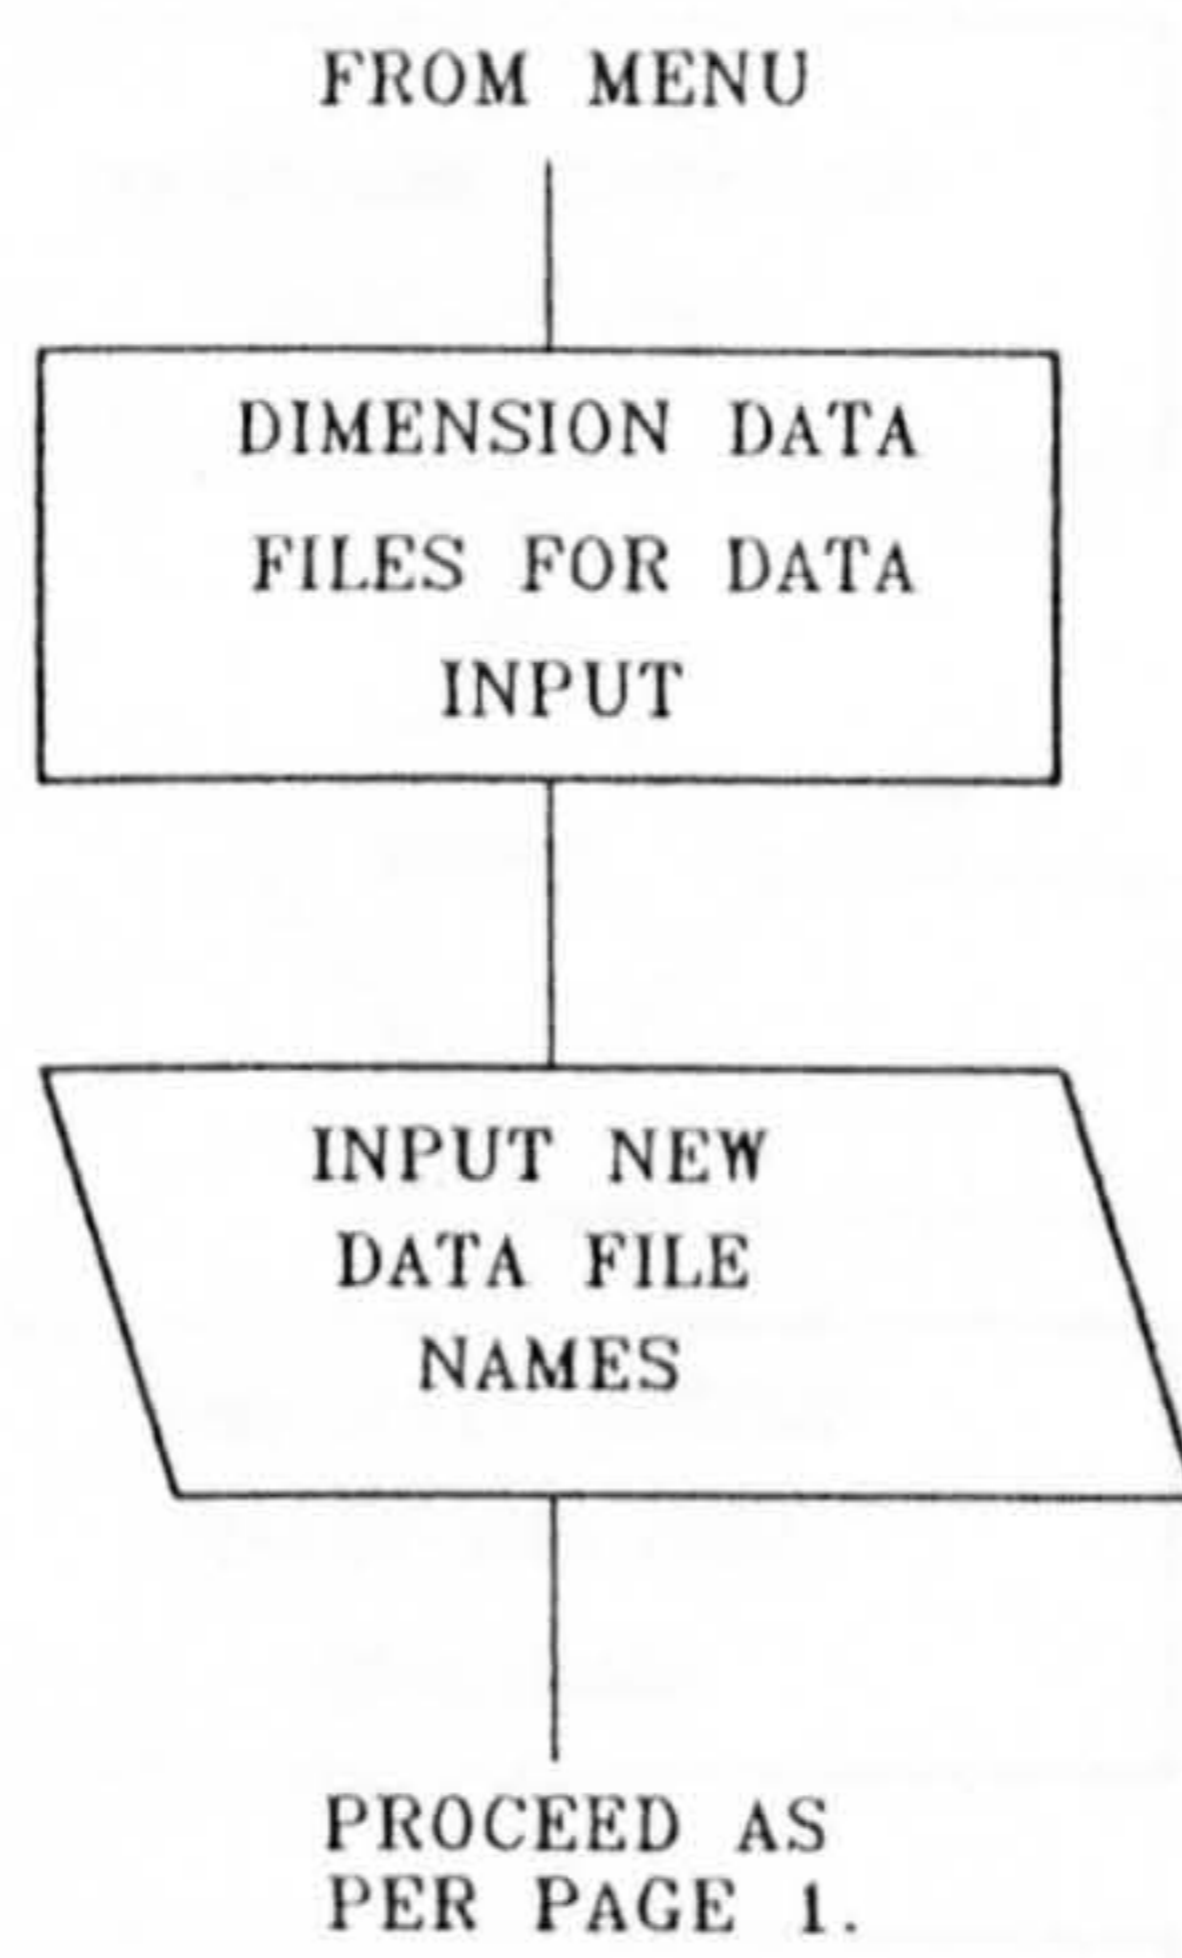 FROM MENU
DIMENSION DATA
FILES FOR DATA
INPUT
INPUT NEW
DATA FILE
NAMES
PROCEED AS
PER PAGE 1.